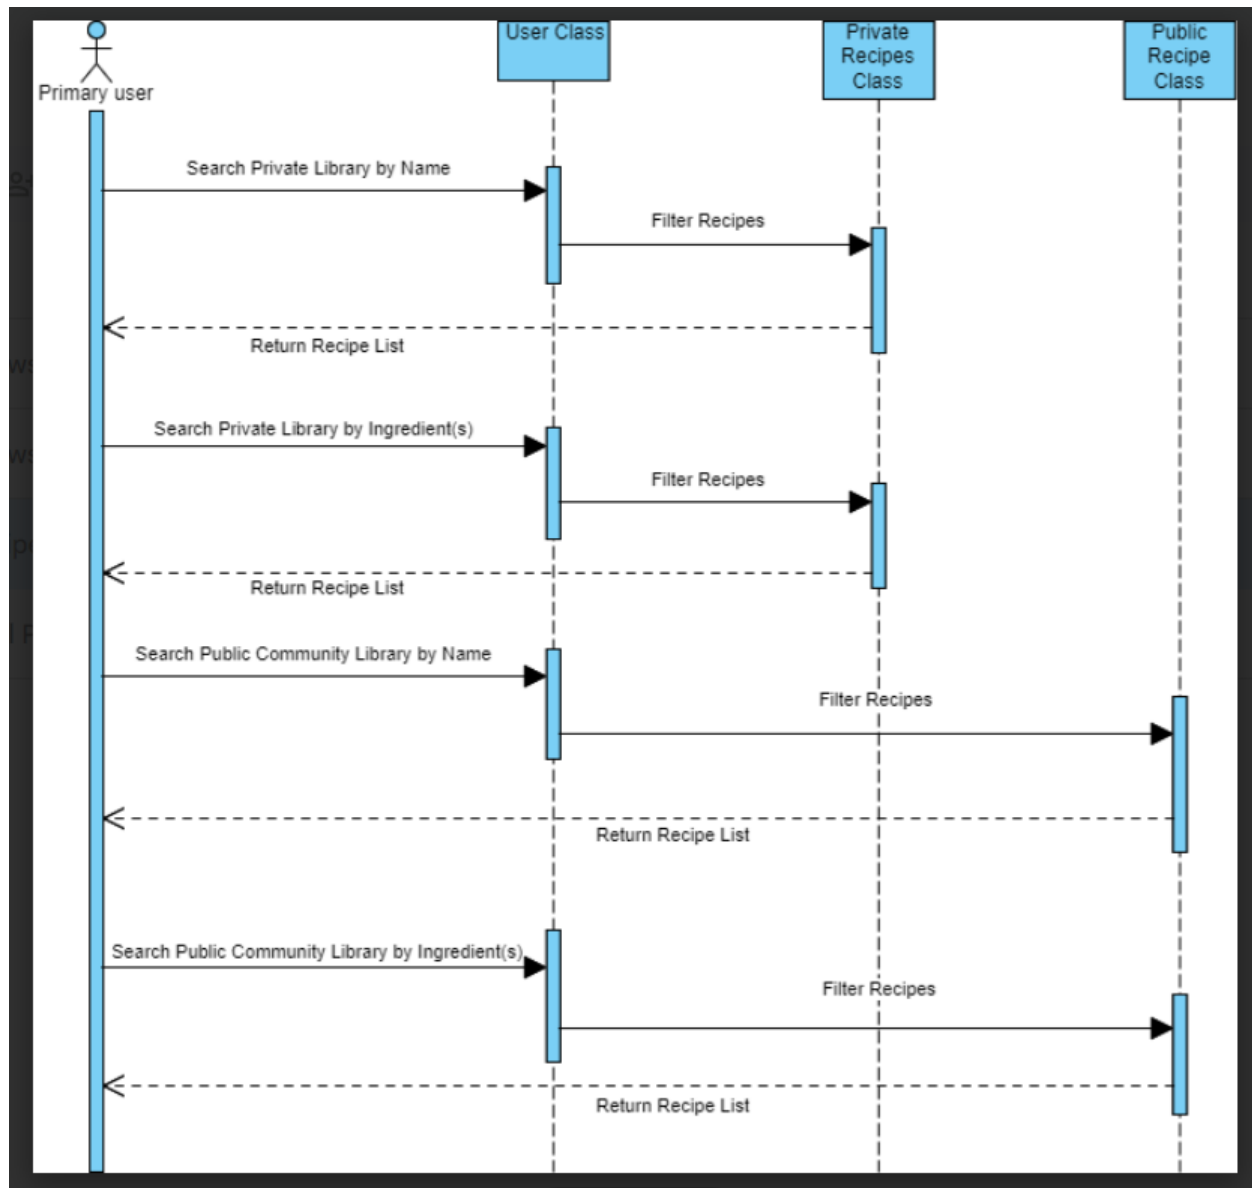 Primary user
User Class
Private
Recipes
Class
Public
Recipe
Class
Search Private Library by Name
Filter Recipes
Return Recipe List
Search Private Library by Ingredient(s)
Filter Recipes
Return Recipe List
Search Public Community Library by Name
Filter Recipes
Return Recipe List
Search Public Community Library by Ingredient(s)
Filter Recipes
Return Recipe List